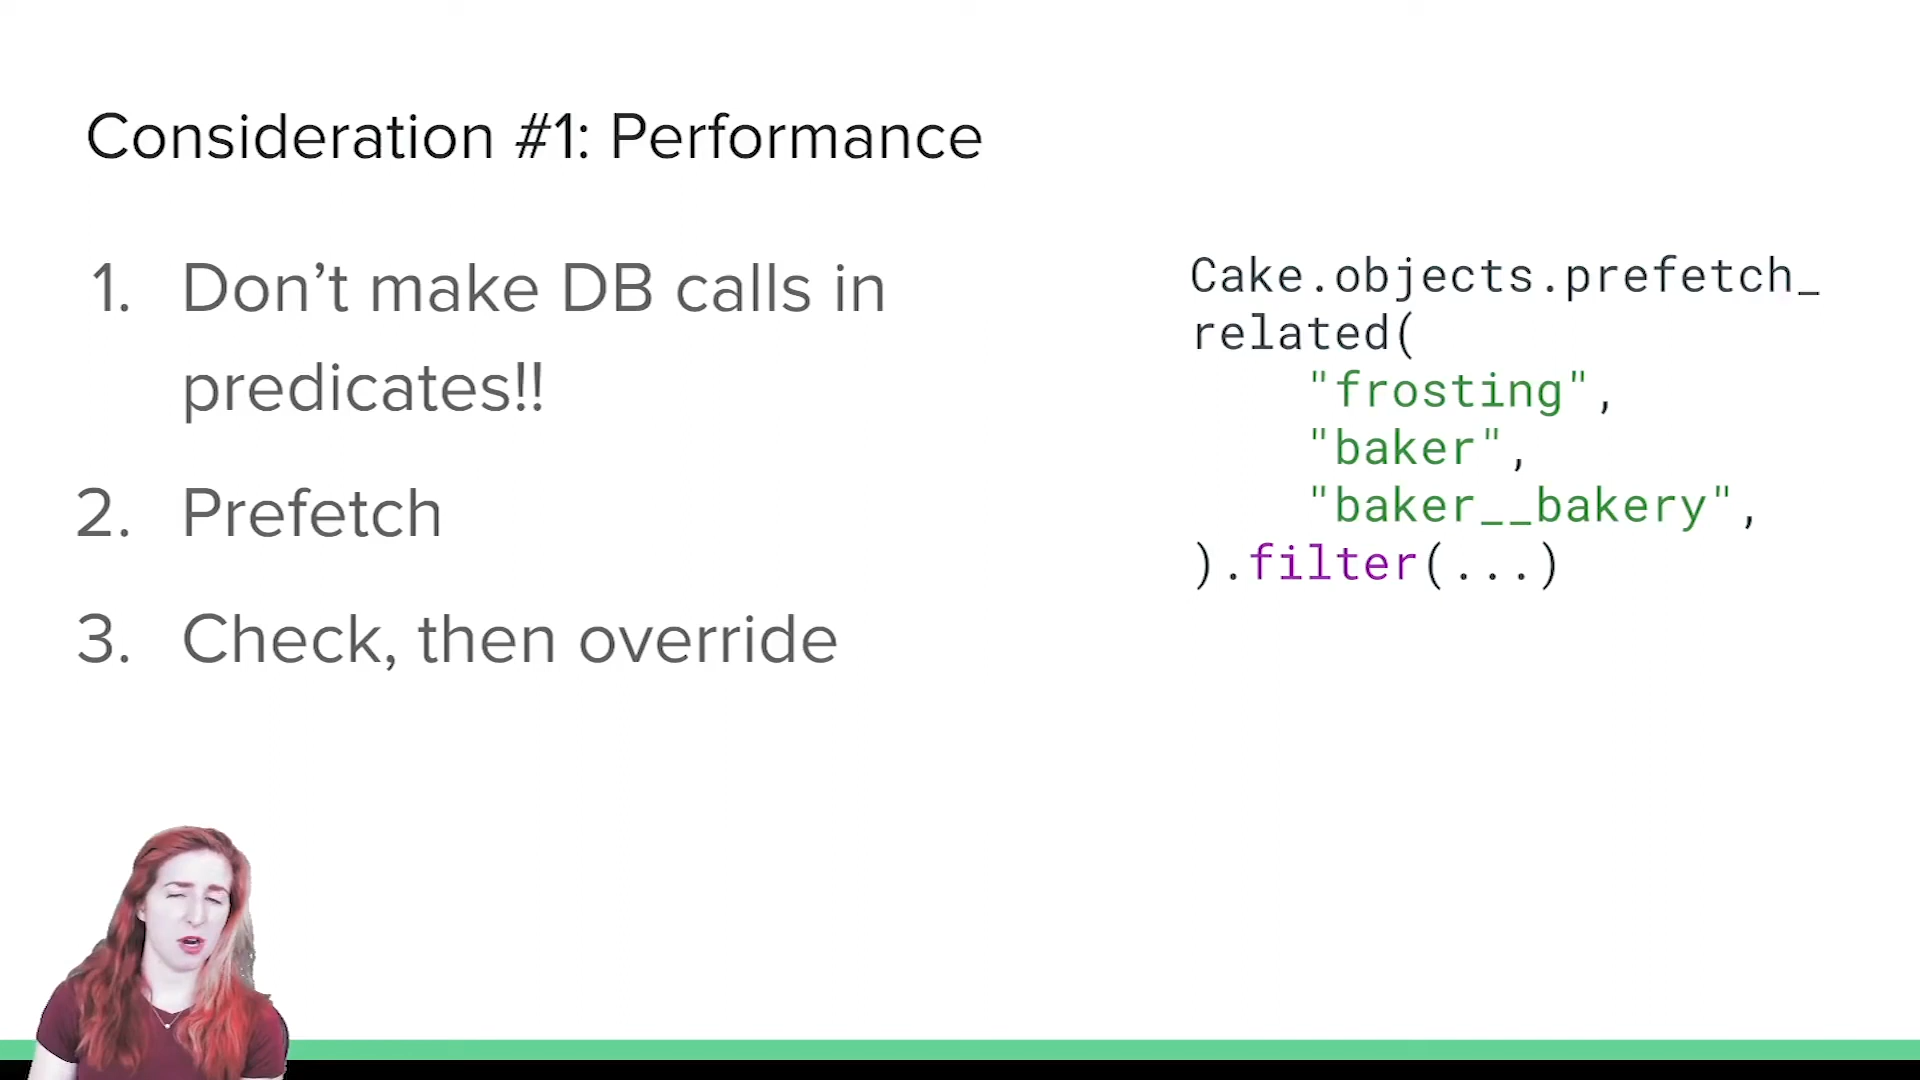 Consideration #1: Performance
1. Don’t make DB calls in
predicates!!
2. Prefetch
3. Check, then override
Cake.objects.prefetch_
related(
"frosting",
"baker",
"baker__bakery",
).filter(...)